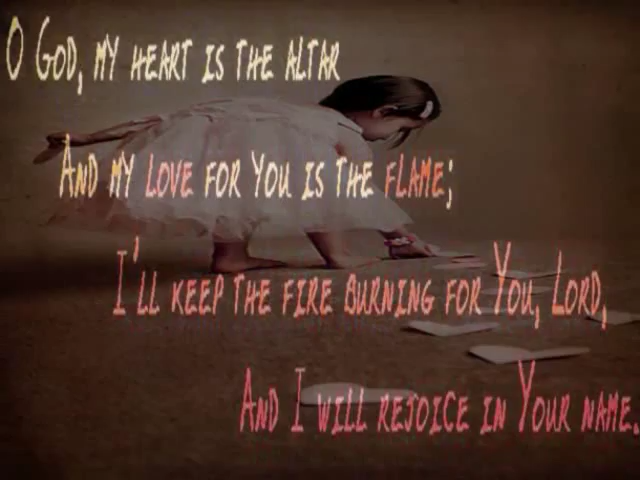 O God, my heart is the altar
And my love for you is the flame;
I'll keep the fire burning for You, Lord,
And I will rejoice in Your name.